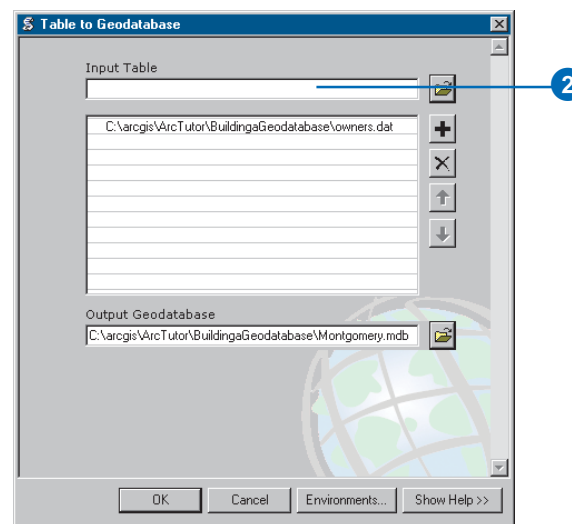 Table to Geodatabase
Input Table
2
C:\arcgis\ArcTutor\BuildingaGeodatabase\owners.dat
Output Geodatabase
C:\arcgis\ArcTutor\BuildingaGeodatabase\Montgomery.mdb
OK Cancel Environments... Show Help >>